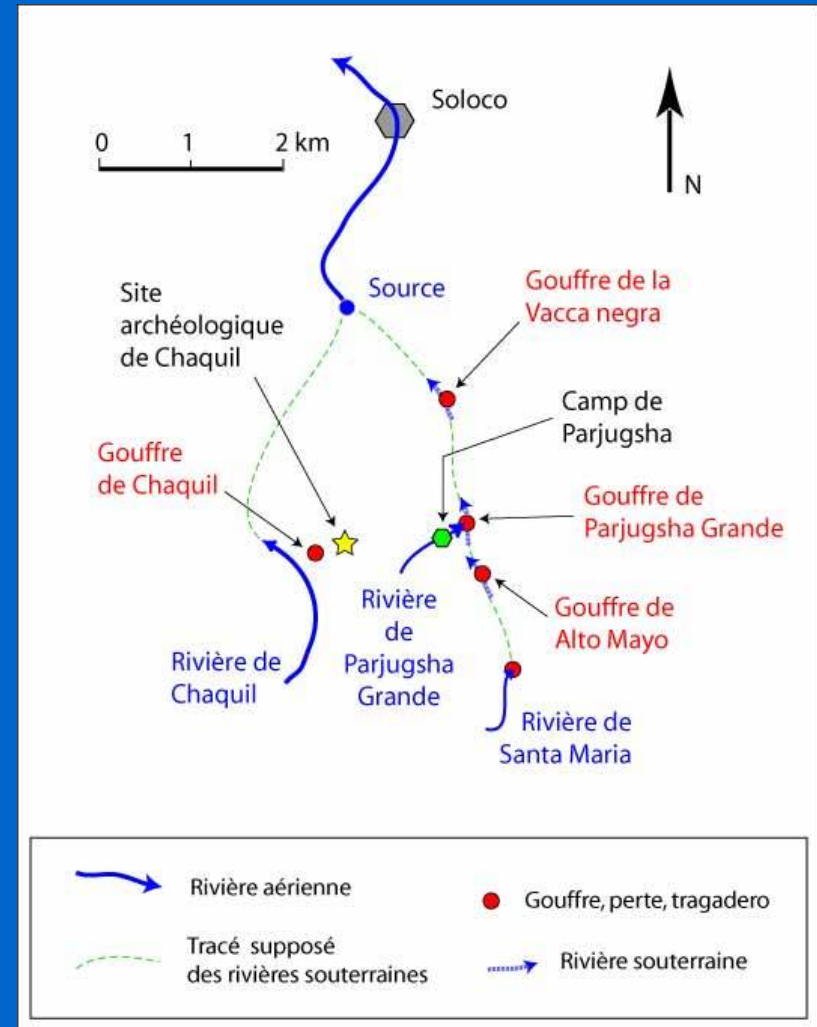 Soloco
0 1 2 km
N
Source
Gouffre de la
Vacca negra
Site
archéologique
de Chaquil
Camp de
Parjugsha
Gouffre
de Chaquil
Gouffre de
Parjugsha Grande
Rivière
de
Parjugsha
Grande
Gouffre de
Alto Mayo
Rivière de
Chaquil
Rivière de
Santa Maria
Rivière aérienne
Gouffre, perte, tragadero
Tracé supposé
des rivières souterraines
Rivière souterraine